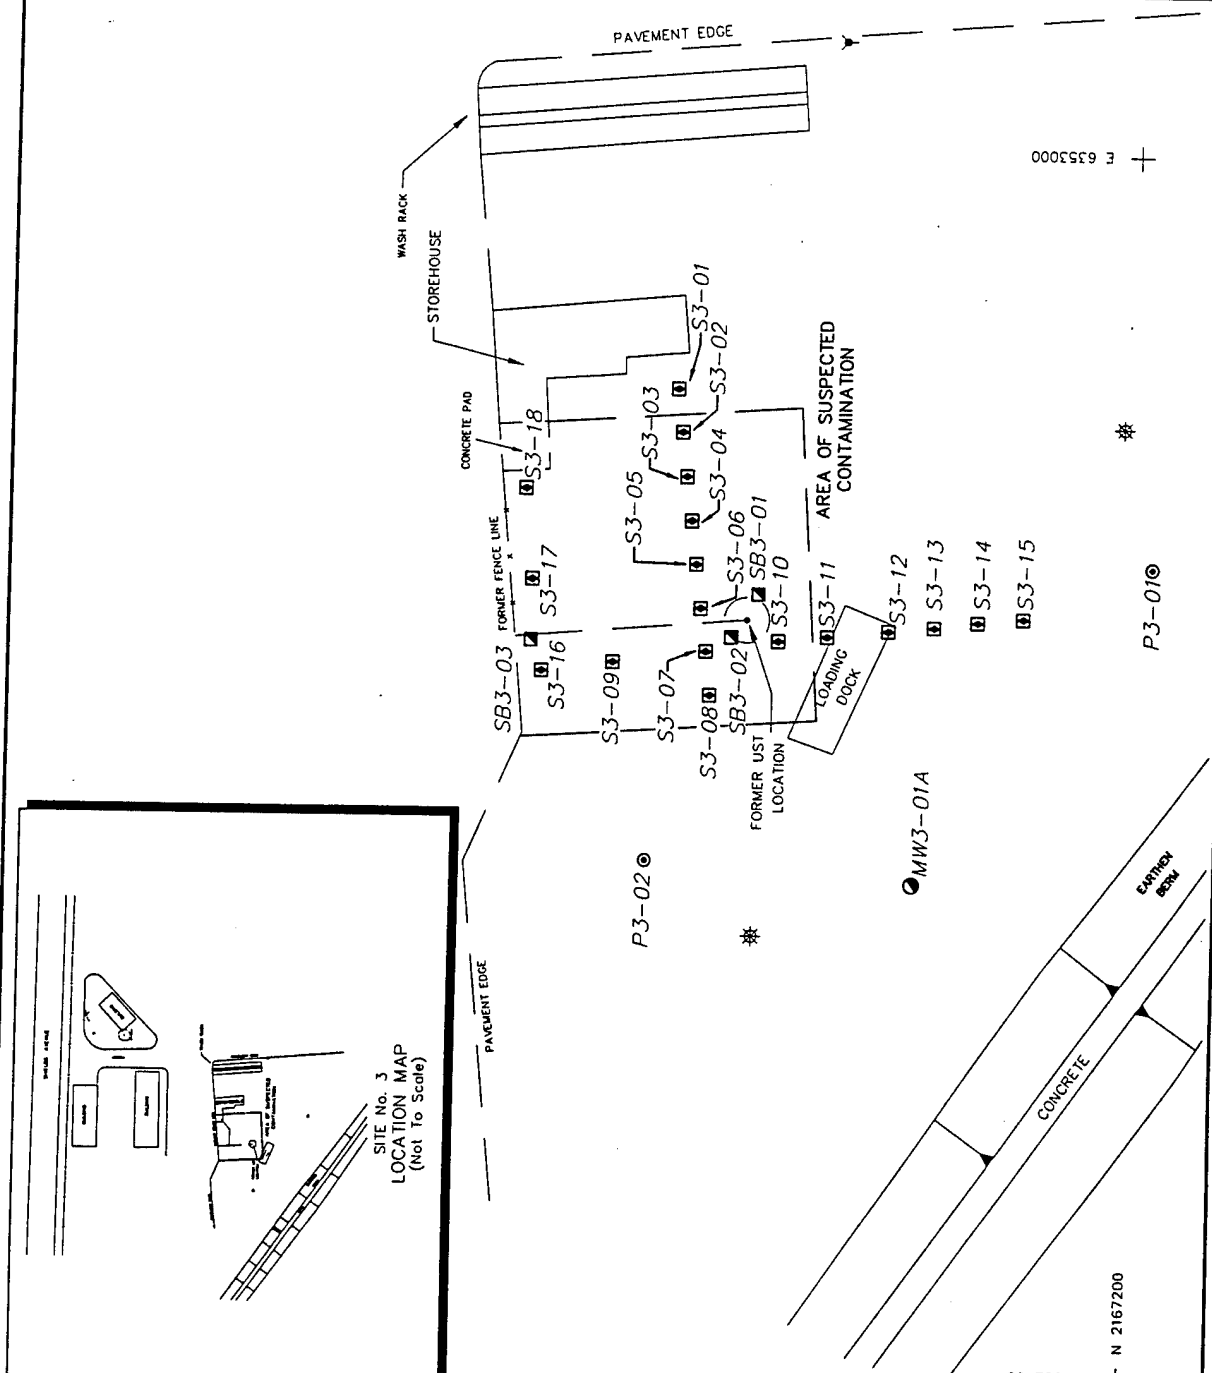 PAVEMENT EDGE
E 6353000
WASH RACK
STOREHOUSE
S3-01
S3-02
S3-03
S3-04
S3-05
S3-06
SB3-01
S3-10
CONCRETE PAD
S3-18
FORMER FENCE LINE
S3-17
SB3-03
S3-16
S3-09
S3-07
S3-08
SB3-02
FORMER UST
LOCATION
AREA OF SUSPECTED
CONTAMINATION
S3-11
S3-12
S3-13
S3-14
S3-15
LOADING
DOCK
P3-01
P3-02
MW3-01A
PAVEMENT EDGE
EARTHEN
BERM
CONCRETE
N 2167200
SITE No. 3
LOCATION MAP
(Not To Scale)